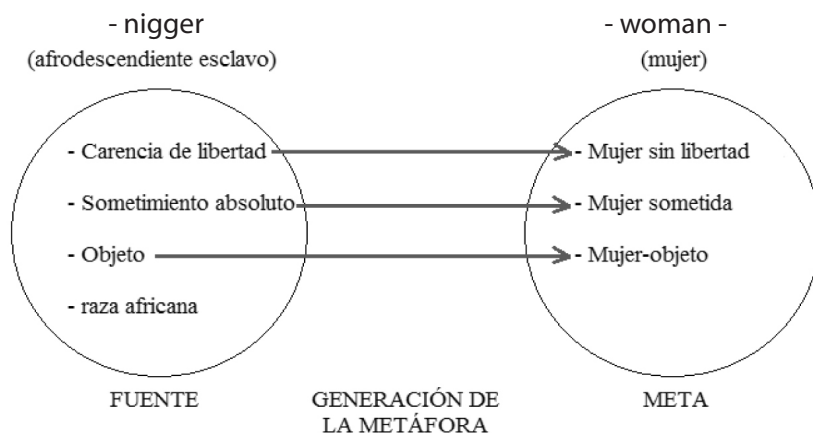 - nigger
(afrodescendiente esclavo)
- woman -
(mujer)
- Carencia de libertad
- Mujer sin libertad
- Sometimiento absoluto
- Mujer sometida
- Objeto
- Mujer-objeto
- raza africana
FUENTE
GENERACIÓN DE
LA METÁFORA
META